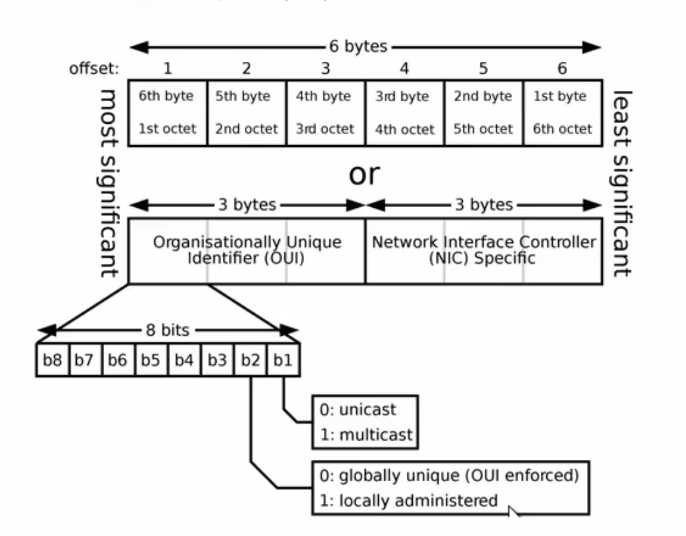 6 bytes
offset: 1 2 3 4 5 6
most significant
6th byte 5th byte 4th byte 3rd byte 2nd byte 1st byte
1st octet 2nd octet 3rd octet 4th octet 5th octet 6th octet
least significant
or
3 bytes 3 bytes
Organisationally Unique
Identifier (OUI)
Network Interface Controller
(NIC) Specific
8 bits
b8 b7 b6 b5 b4 b3 b2 b1
0: unicast
1: multicast
0: globally unique (OUI enforced)
1: locally administered